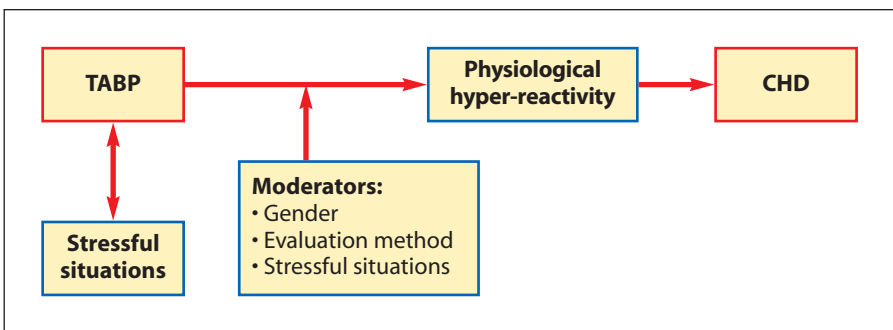 TABP
Physiological
hyper-reactivity
CHD
Moderators:
• Gender
• Evaluation method
• Stressful situations
Stressful
situations